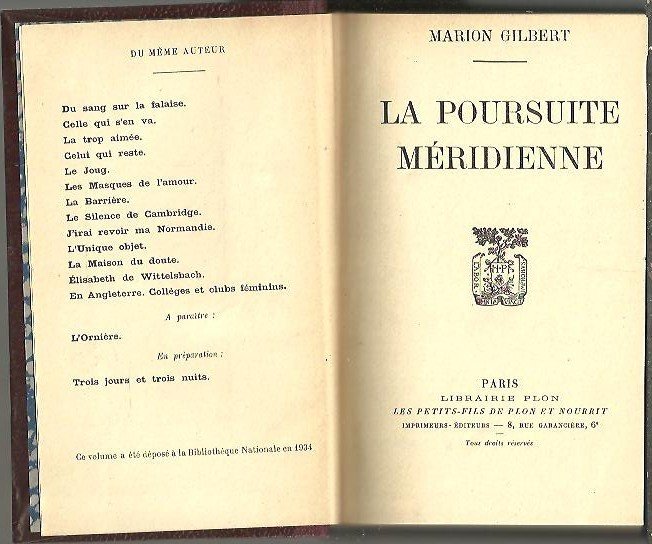 DU MÊME AUTEUR
Du sang sur la falaise.
Celle qui s'en va.
La trop aimée.
Celui qui reste.
Le Joug.
Les Masques de l'amour.
La Barrière.
Le Silence de Cambridge.
J'irai revoir ma Normandie.
L'Unique objet.
La Maison du doute.
Élisabeth de Wittelsbach.
En Angleterre. Collèges et clubs féminins.
A paraître :
L'Ornière.
En préparation :
Trois jours et trois nuits.
Ce volume a été déposé à la Bibliothèque Nationale en 1934
MARION GILBERT
LA POURSUITE
MÉRIDIENNE
H·P
LABOR
OMNIA VINCIT
PARIS
LIBRAIRIE PLON
LES PETITS-FILS DE PLON ET NOURRIT
IMPRIMEURS-ÉDITEURS — 8, RUE GARANCIÈRE, 6e
Tous droits réservés